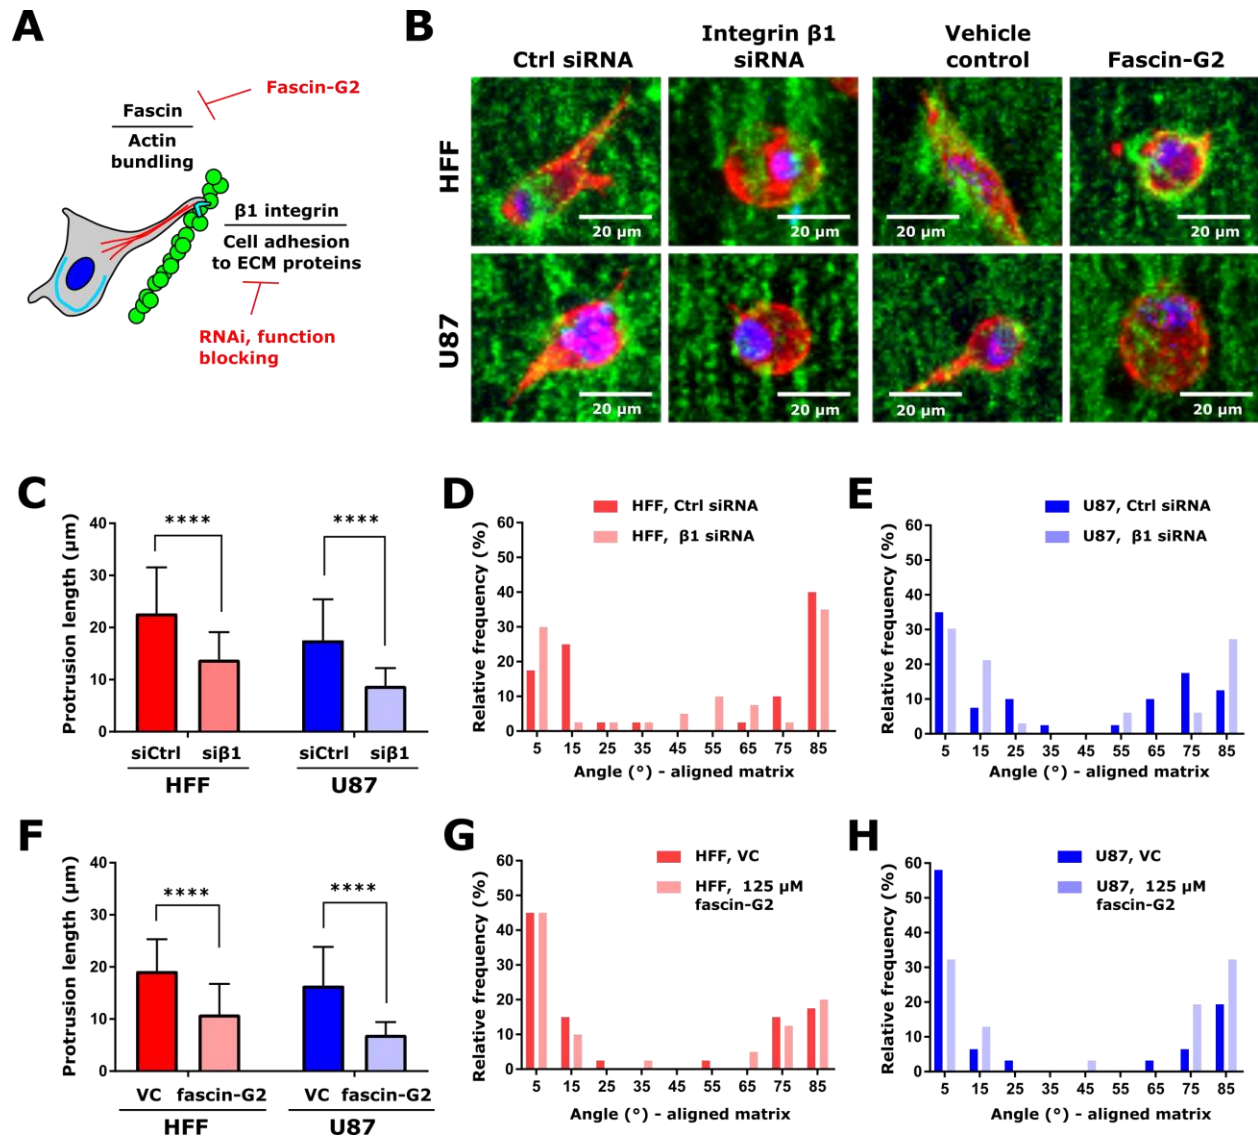 A
Fascin-G2
Fascin
Actin
bundling
β1 integrin
Cell adhesion
to ECM proteins
RNAi, function
blocking
B
Ctrl siRNA
Integrin β1
siRNA
Vehicle
control
Fascin-G2
HFF
20 µm
20 µm
20 µm
20 µm
U87
20 µm
20 µm
20 µm
20 µm
C
Protrusion length (µm)
40
30
20
10
0
****
****
siCtrl siβ1
siCtrl siβ1
HFF
U87
D
HFF, Ctrl siRNA
HFF, β1 siRNA
Relative frequency (%)
60
50
40
30
20
10
0
5 15 25 35 45 55 65 75 85
Angle (°) - aligned matrix
E
U87, Ctrl siRNA
U87, β1 siRNA
Relative frequency (%)
60
50
40
30
20
10
0
5 15 25 35 45 55 65 75 85
Angle (°) - aligned matrix
F
Protrusion length (µm)
40
30
20
10
0
****
****
VC fascin-G2
VC fascin-G2
HFF
U87
G
HFF, VC
HFF, 125 µM
fascin-G2
Relative frequency (%)
60
50
40
30
20
10
0
5 15 25 35 45 55 65 75 85
Angle (°) - aligned matrix
H
U87, VC
U87, 125 µM
fascin-G2
Relative frequency (%)
60
50
40
30
20
10
0
5 15 25 35 45 55 65 75 85
Angle (°) - aligned matrix